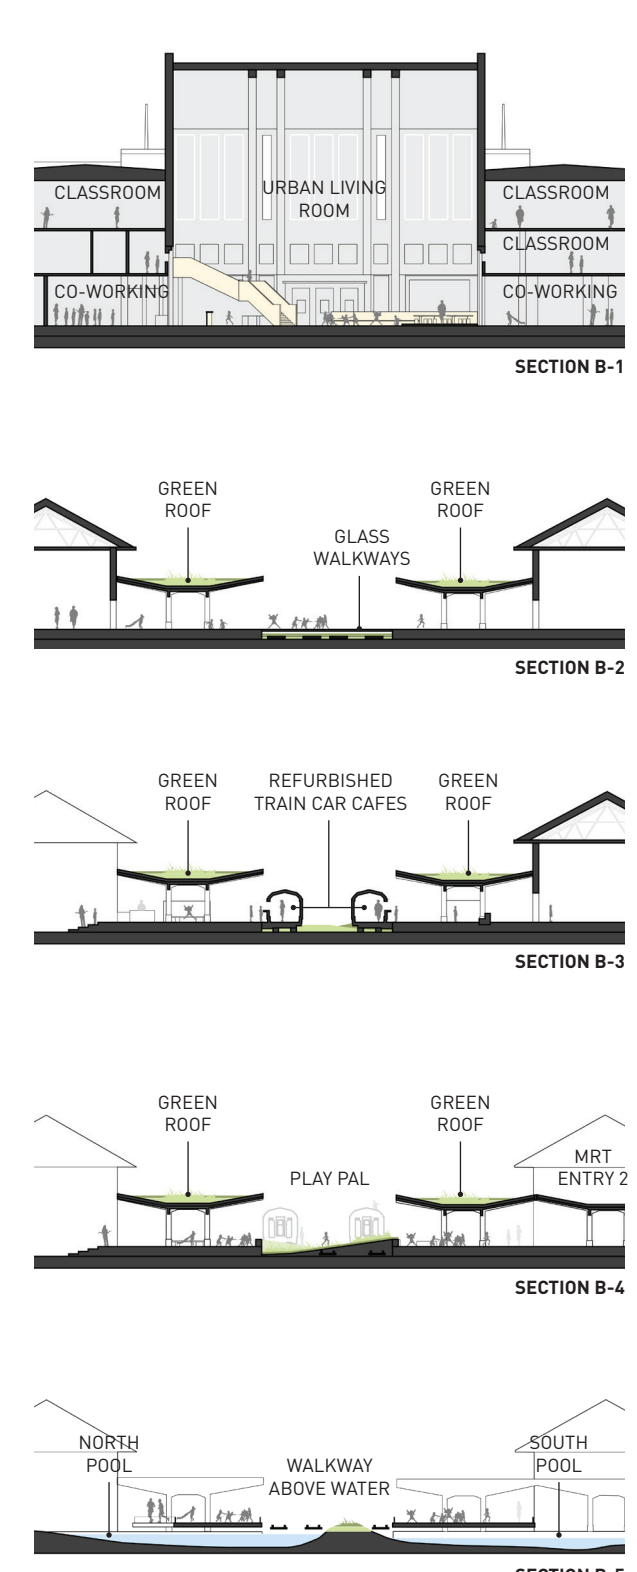 CLASSROOM
URBAN LIVING
ROOM
CLASSROOM
CLASSROOM
CO-WORKING
CO-WORKING
SECTION B-1
GREEN
ROOF
GREEN
ROOF
GLASS
WALKWAYS
SECTION B-2
GREEN
ROOF
REFURBISHED
TRAIN CAR CAFES
GREEN
ROOF
SECTION B-3
GREEN
ROOF
GREEN
ROOF
PLAY PAL
MRT
ENTRY 2
SECTION B-4
NORTH
POOL
WALKWAY
ABOVE WATER
SOUTH
POOL
SECTION B-5